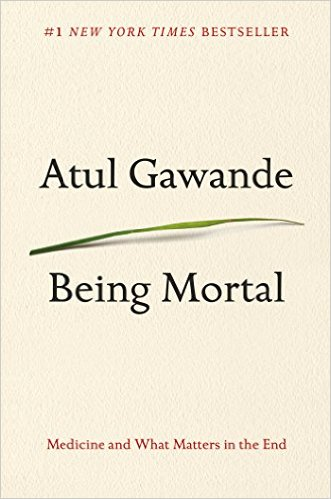 #1 NEW YORK TIMES BESTSELLER
Atul Gawande
Being Mortal
Medicine and What Matters in the End